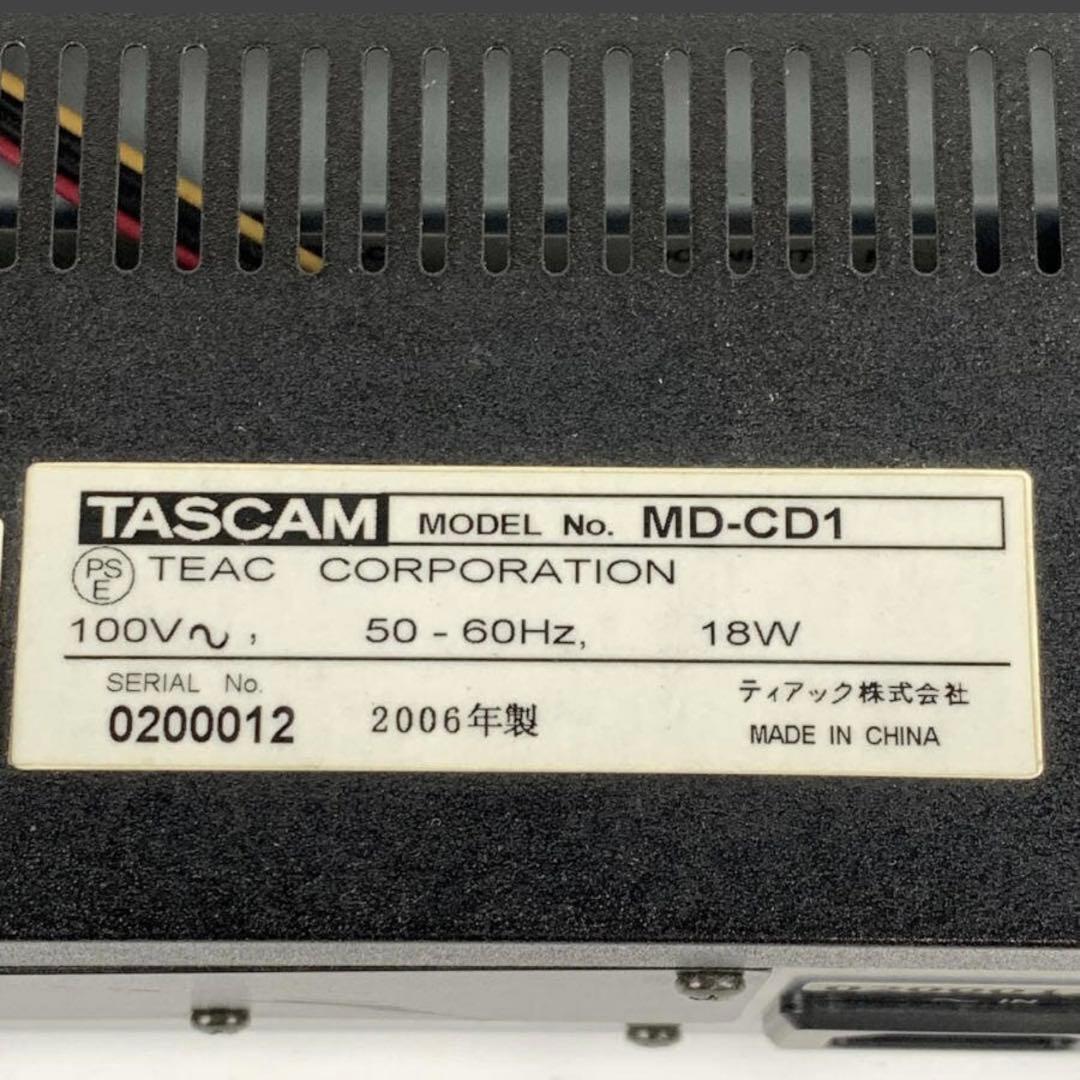 TASCAM MODEL No. MD-CD1
PSE TEAC CORPORATION
100V~, 50-60Hz, 18W
SERIAL No. ティアック株式会社
0200012 2006年製 MADE IN CHINA
~ IN